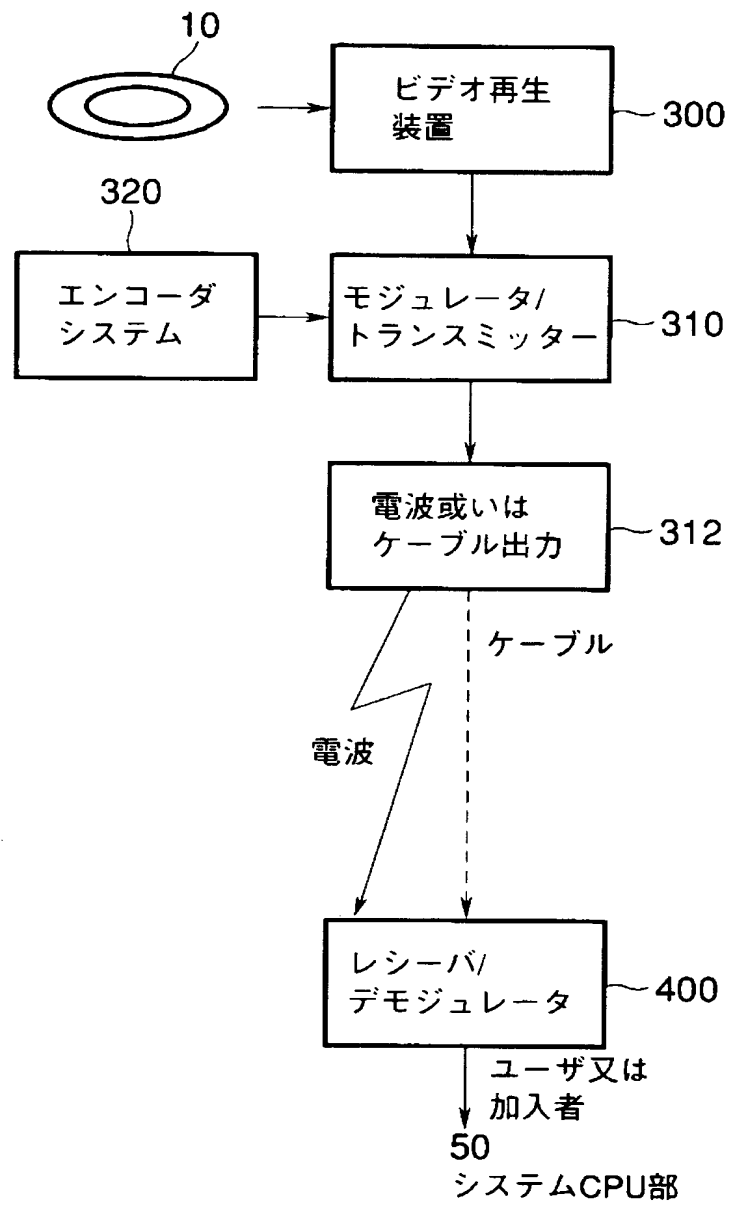 10
ビデオ再生
装置
300
320
エンコーダ
システム
モジュレータ/
トランスミッター
310
電波或いは
ケーブル出力
312
ケーブル
電波
レシーバ/
デモジュレータ
400
ユーザ又は
加入者
50
システムCPU部